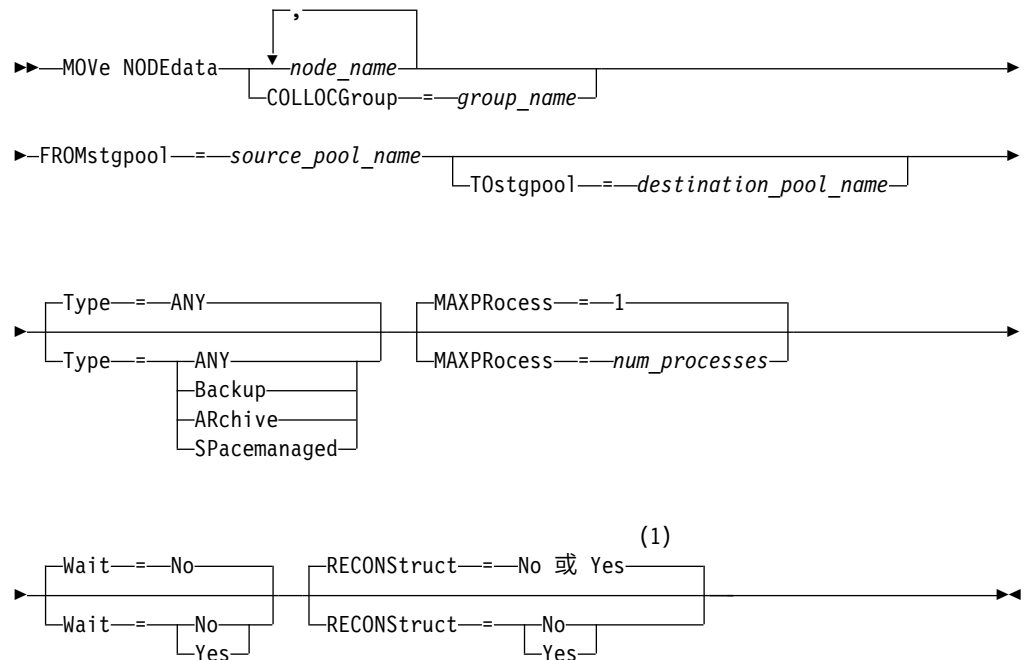 ,
MOVe NODEdata node_name
COLLOCGroup = group_name
FROMstgpool = source_pool_name
TOstgpool = destination_pool_name
Type = ANY MAXPRocess = 1
Type = ANY MAXPRocess = num_processes
Backup
ARchive
SPacemanaged
(1)
Wait = No RECONStruct = No 或 Yes
Wait = No RECONStruct = No
Yes Yes